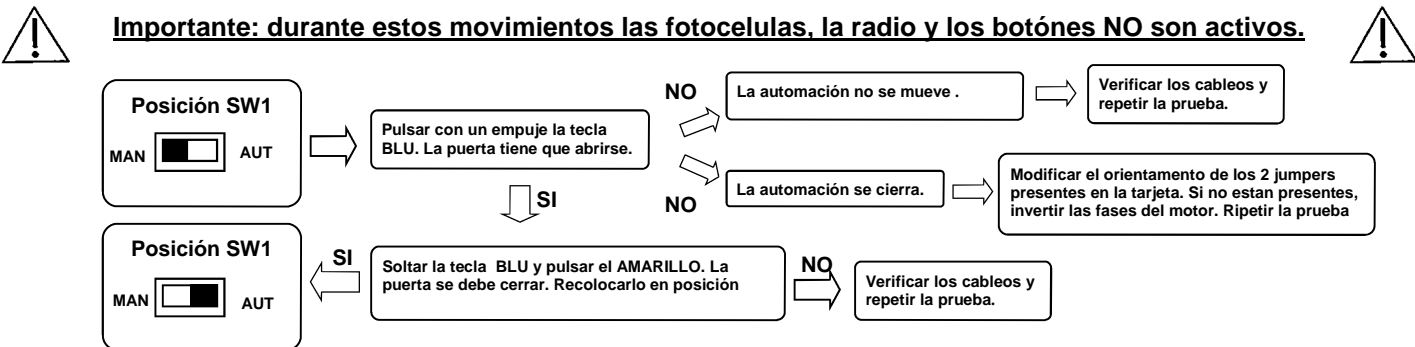 Importante: durante estos movimientos las fotocelulas, la radio y los botónes NO son activos.
Posición SW1
MAN
AUT
Pulsar con un empuje la tecla
BLU. La puerta tiene que abrirse.
NO
La automación no se mueve .
Verificar los cableos y
repetir la prueba.
NO
La automación se cierra.
Modificar el orientamento de los 2 jumpers
presentes en la tarjeta. Si no estan presentes,
invertir las fases del motor. Ripetir la prueba
SI
Soltar la tecla BLU y pulsar el AMARILLO. La
puerta se debe cerrar. Recolocarlo en posición
NO
Verificar los cableos y
repetir la prueba.
SI
Posición SW1
MAN
AUT